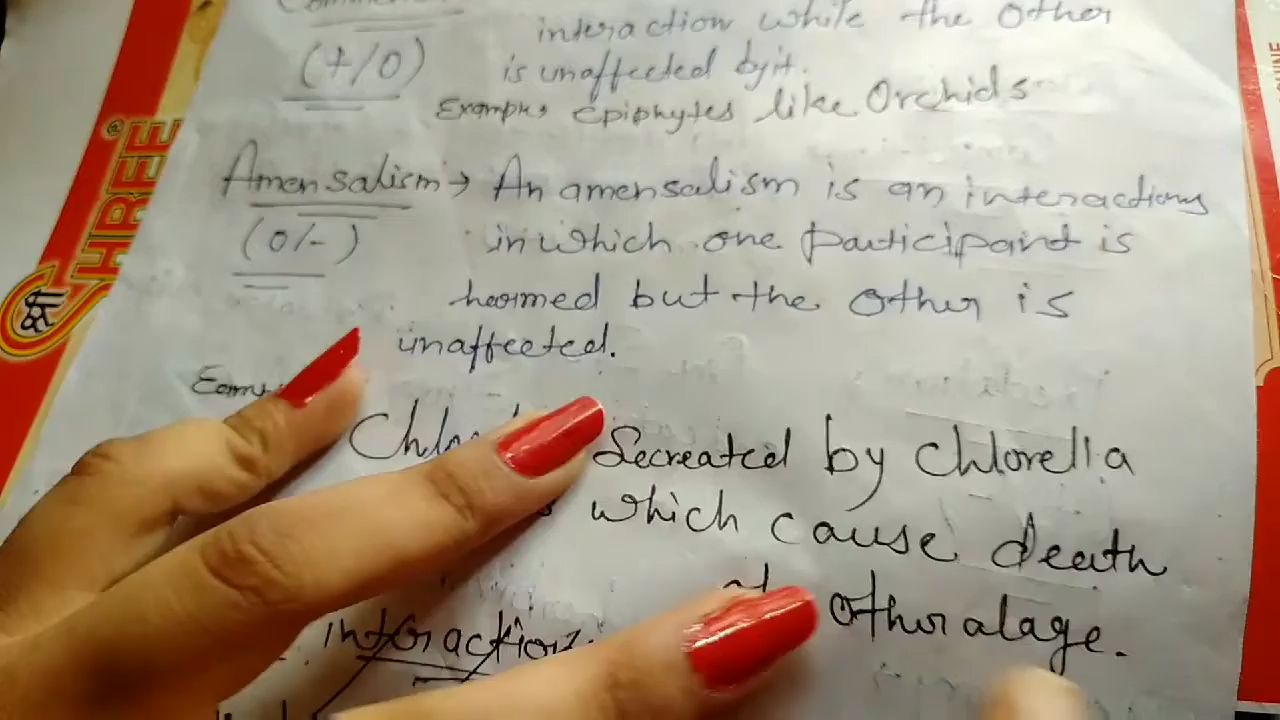 interaction while the other
(+/0)
is unaffected by it.
Example, epiphytes like Orchids
Amensalism → An amensalism is an interactions
(0/-)
in which one participant is
harmed but the other is
unaffected.
Secreated by Chlorella
which cause death
other alage.
interaction
SHREE
श्री